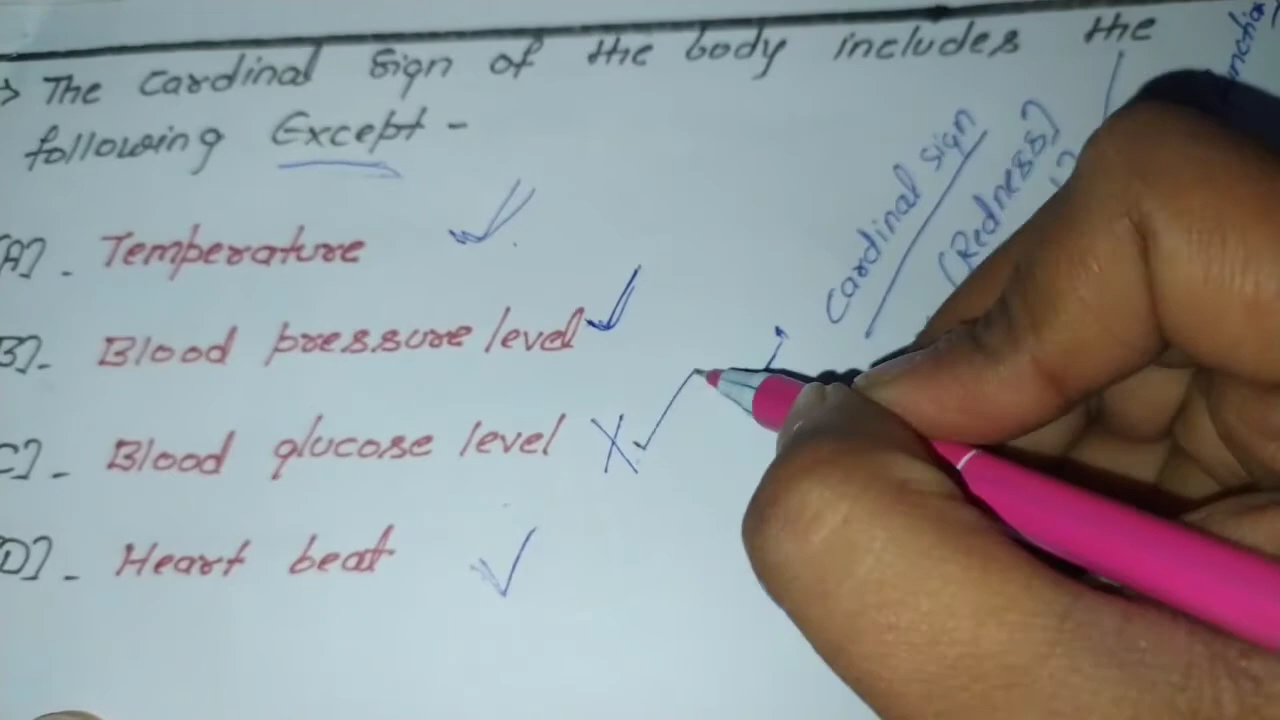 > The Cardinal Sign of the body includes the
following Except -
A]. Temperature
B]. Blood pressure level
C]. Blood glucose level
D]. Heart beat
Cardinal sign
(Redness)